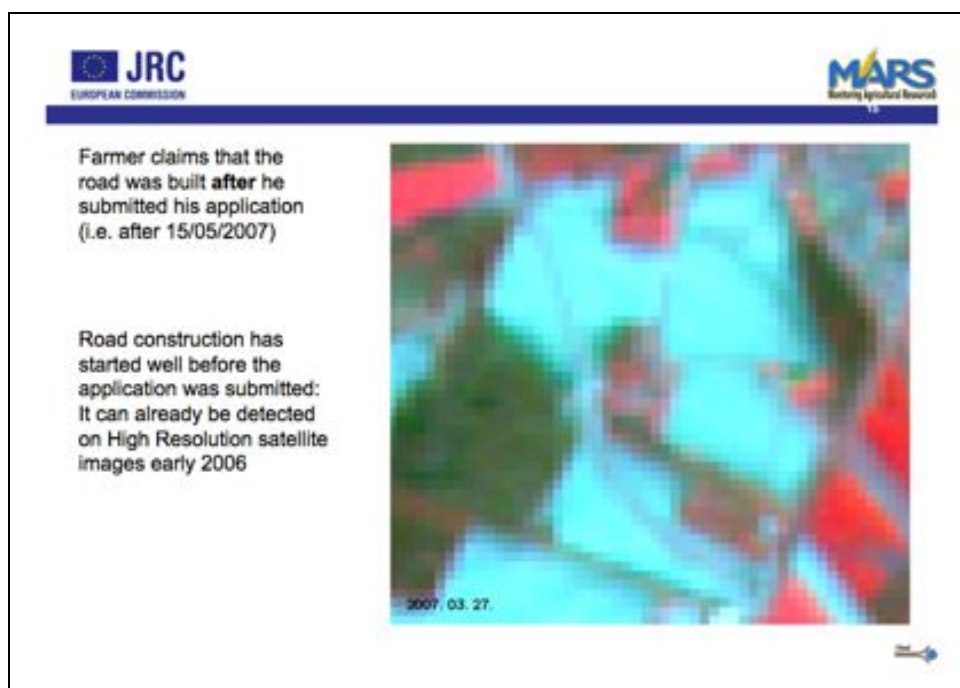 JRC
EUROPEAN COMMISSION
MARS
Monitoring Agricultural Resources
15
Farmer claims that the
road was built after he
submitted his application
(i.e. after 15/05/2007)
Road construction has
started well before the
application was submitted:
It can already be detected
on High Resolution satellite
images early 2006
2007. 03. 27.